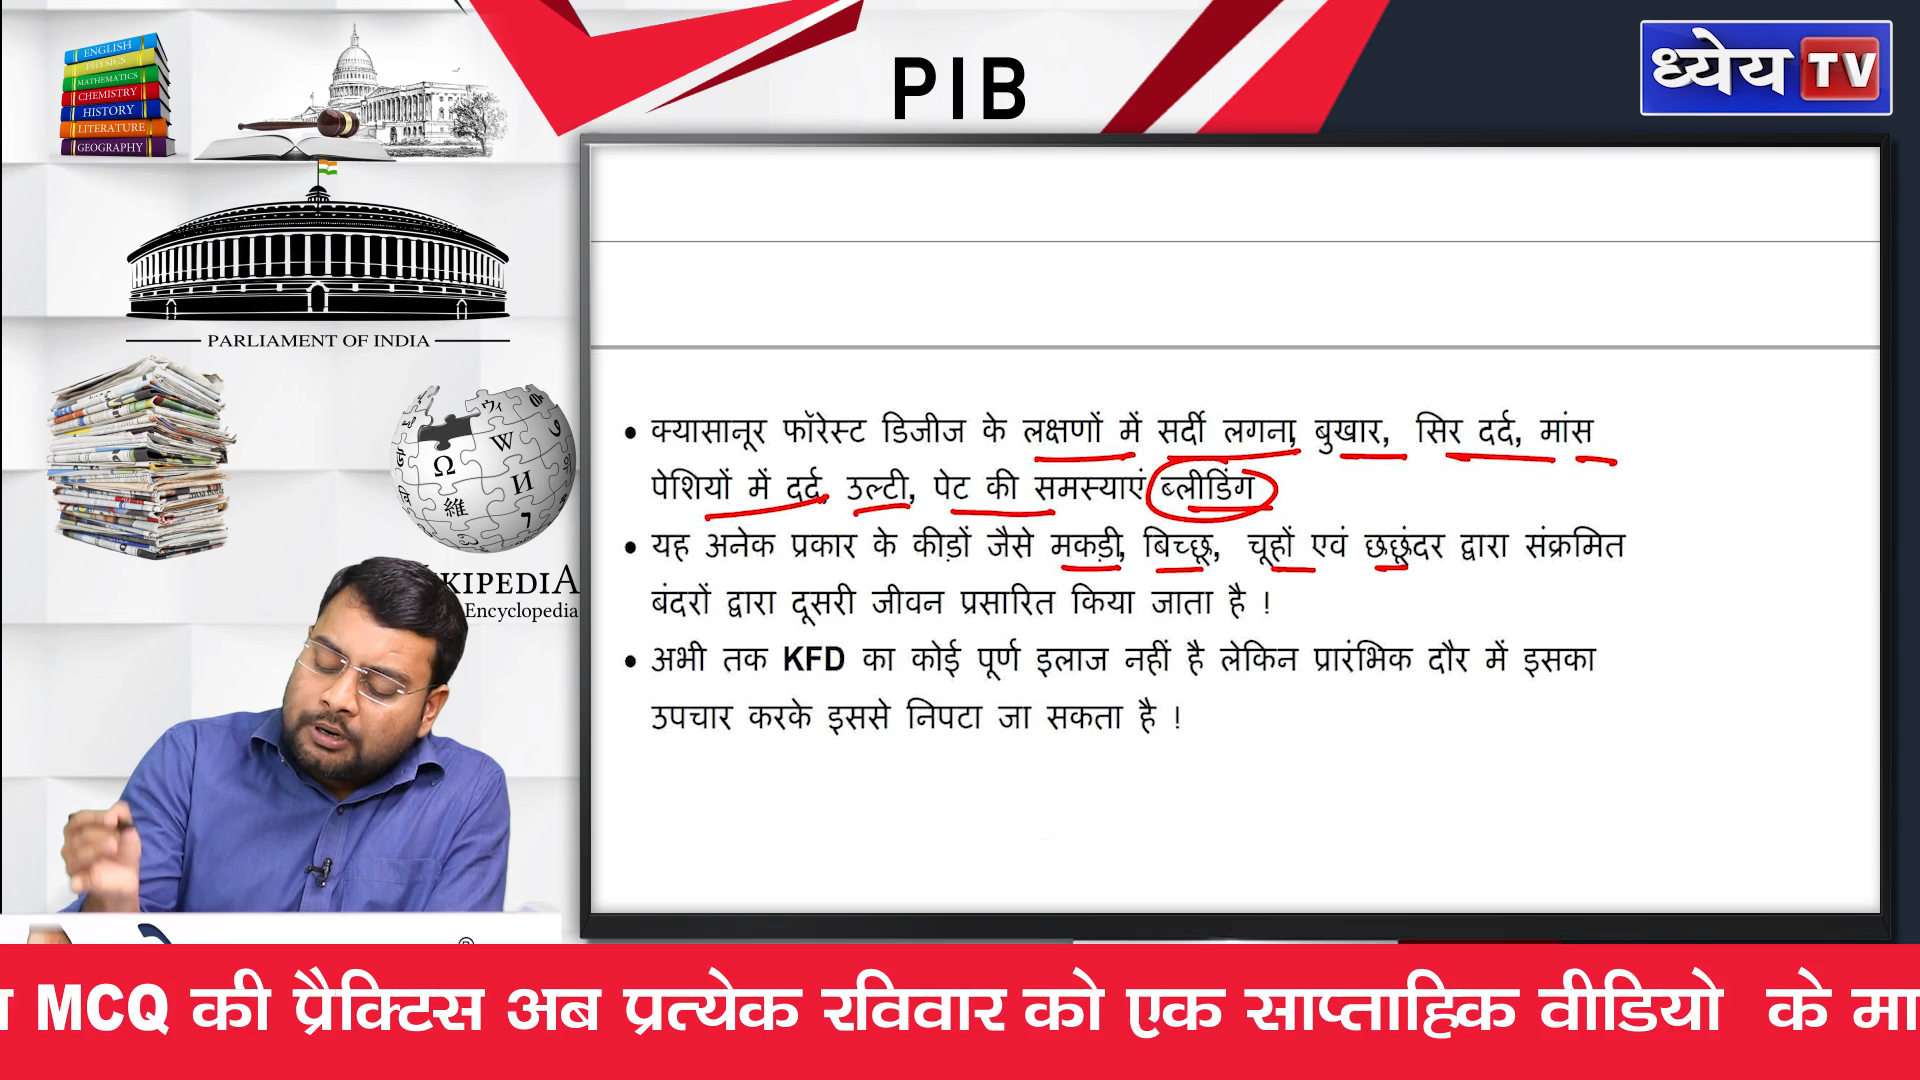 PIB
ध्येय TV
ENGLISH
PHYSICS
MATHEMATICS
CHEMISTRY
HISTORY
LITERATURE
GEOGRAPHY
PARLIAMENT OF INDIA
W
Ω
И
維
KIPEDIA
Encyclopedia
• क्यासानूर फॉरेस्ट डिजीज के लक्षणों में सर्दी लगना, बुखार, सिर दर्द, मांस
पेशियों में दर्द, उल्टी, पेट की समस्याएं ब्लीडिंग
• यह अनेक प्रकार के कीड़ों जैसे मकड़ी, बिच्छू, चूहों एवं छछूंदर द्वारा संक्रमित
बंदरों द्वारा दूसरी जीवन प्रसारित किया जाता है !
• अभी तक KFD का कोई पूर्ण इलाज नहीं है लेकिन प्रारंभिक दौर में इसका
उपचार करके इससे निपटा जा सकता है !
MCQ की प्रैक्टिस अब प्रत्येक रविवार को एक साप्ताहिक वीडियो के मा